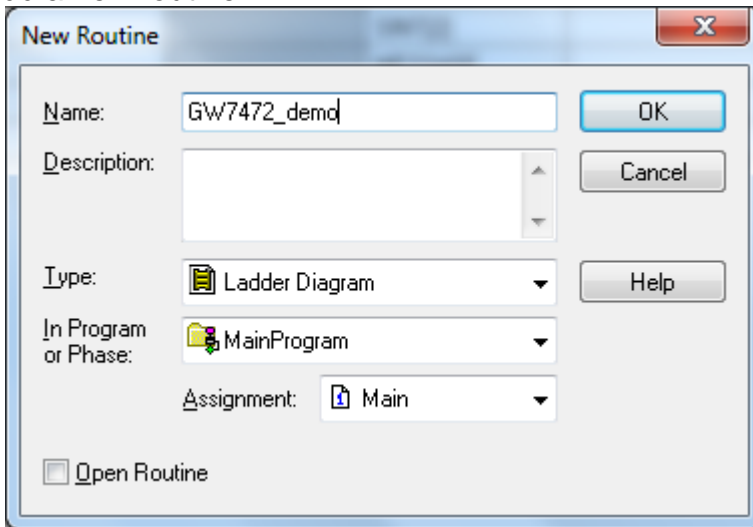 New Routine
Name: GW7472_demo OK
Description: Cancel
Type: Ladder Diagram Help
In Program
or Phase: MainProgram
Assignment: Main
Open Routine